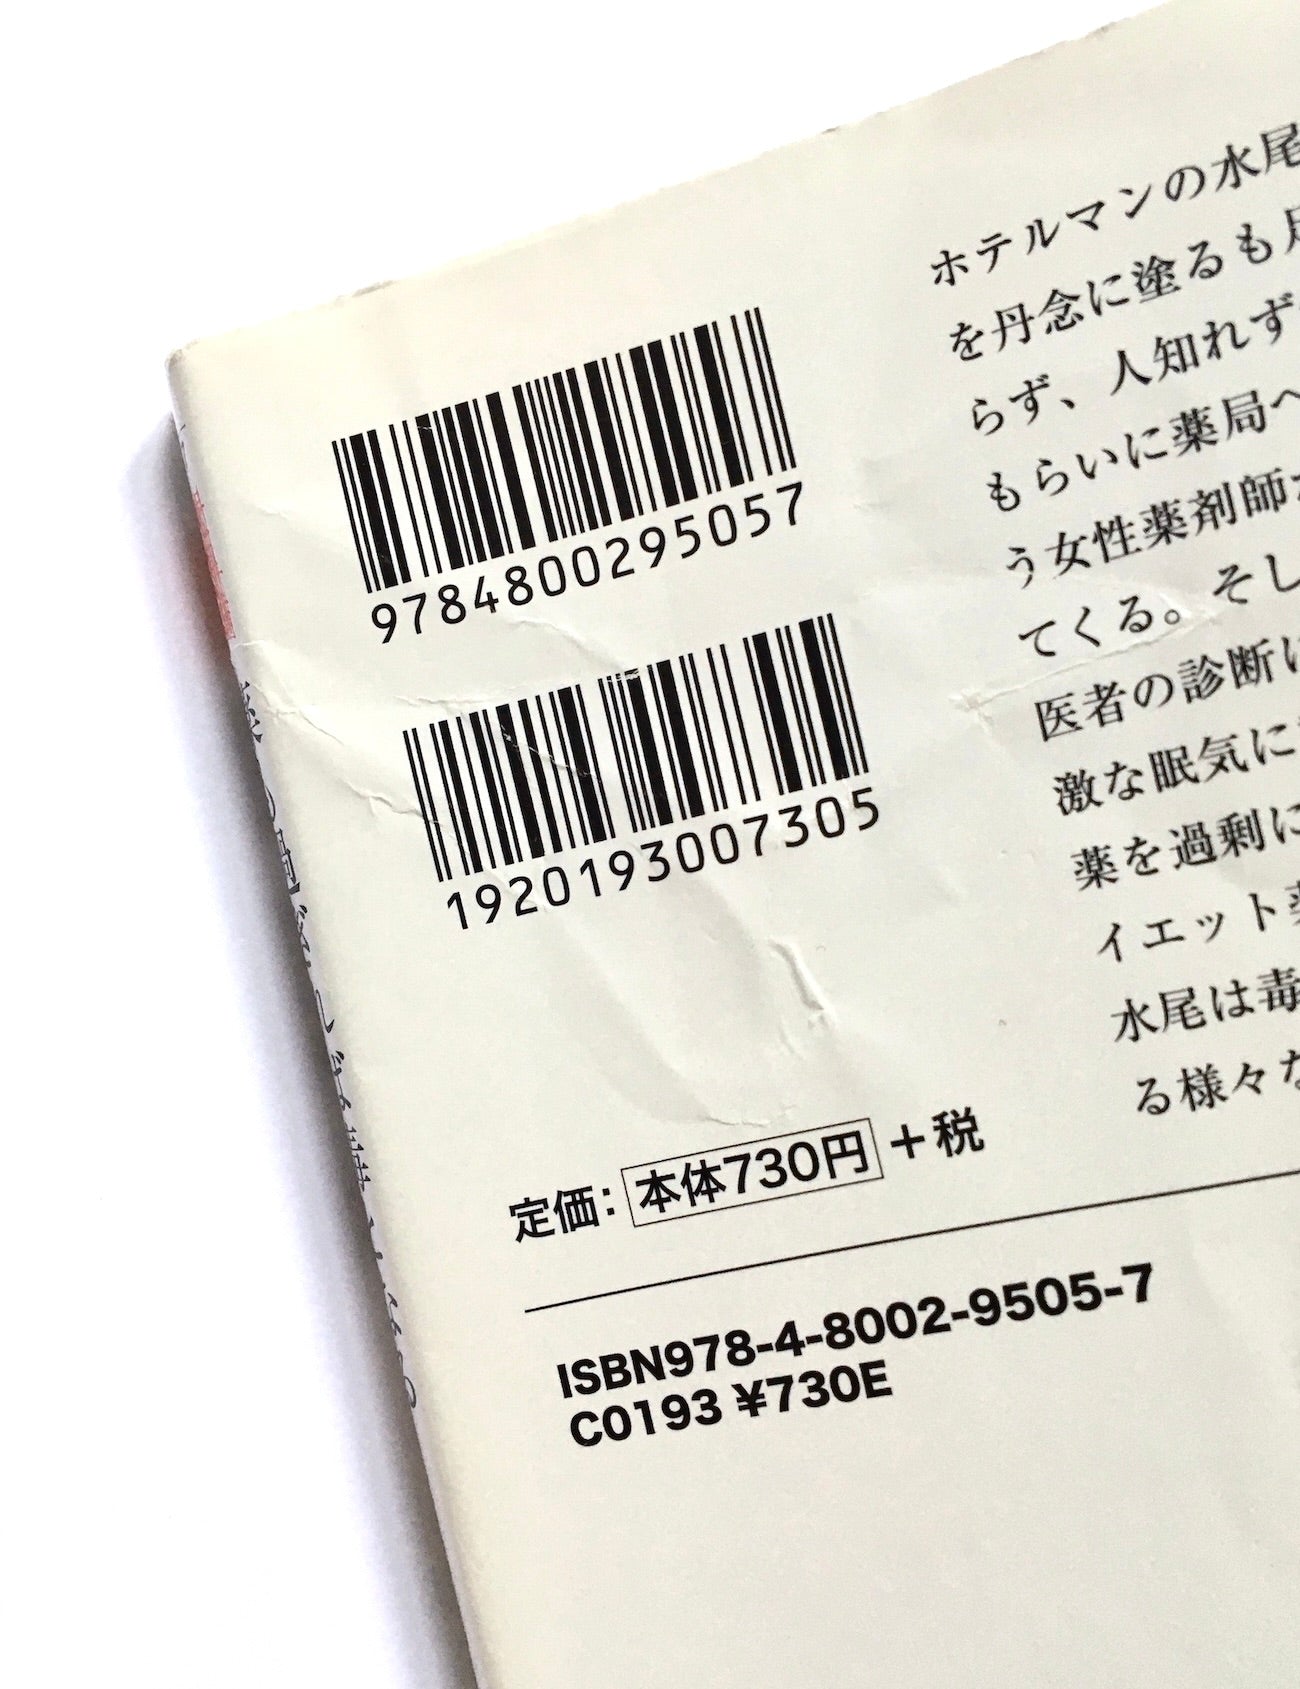 9784800295057
1920193007305
定価:本体730円+税
ISBN978-4-8002-9505-7
C0193 ¥730E
ホテルマンの水尾
を丹念に塗るも
らず、人知れず
もらいに薬局へ
う女性薬剤師
てくる。そし
医者の診断に
激な眠気に
薬を過剰に
イエット
水尾は毒
る様々な